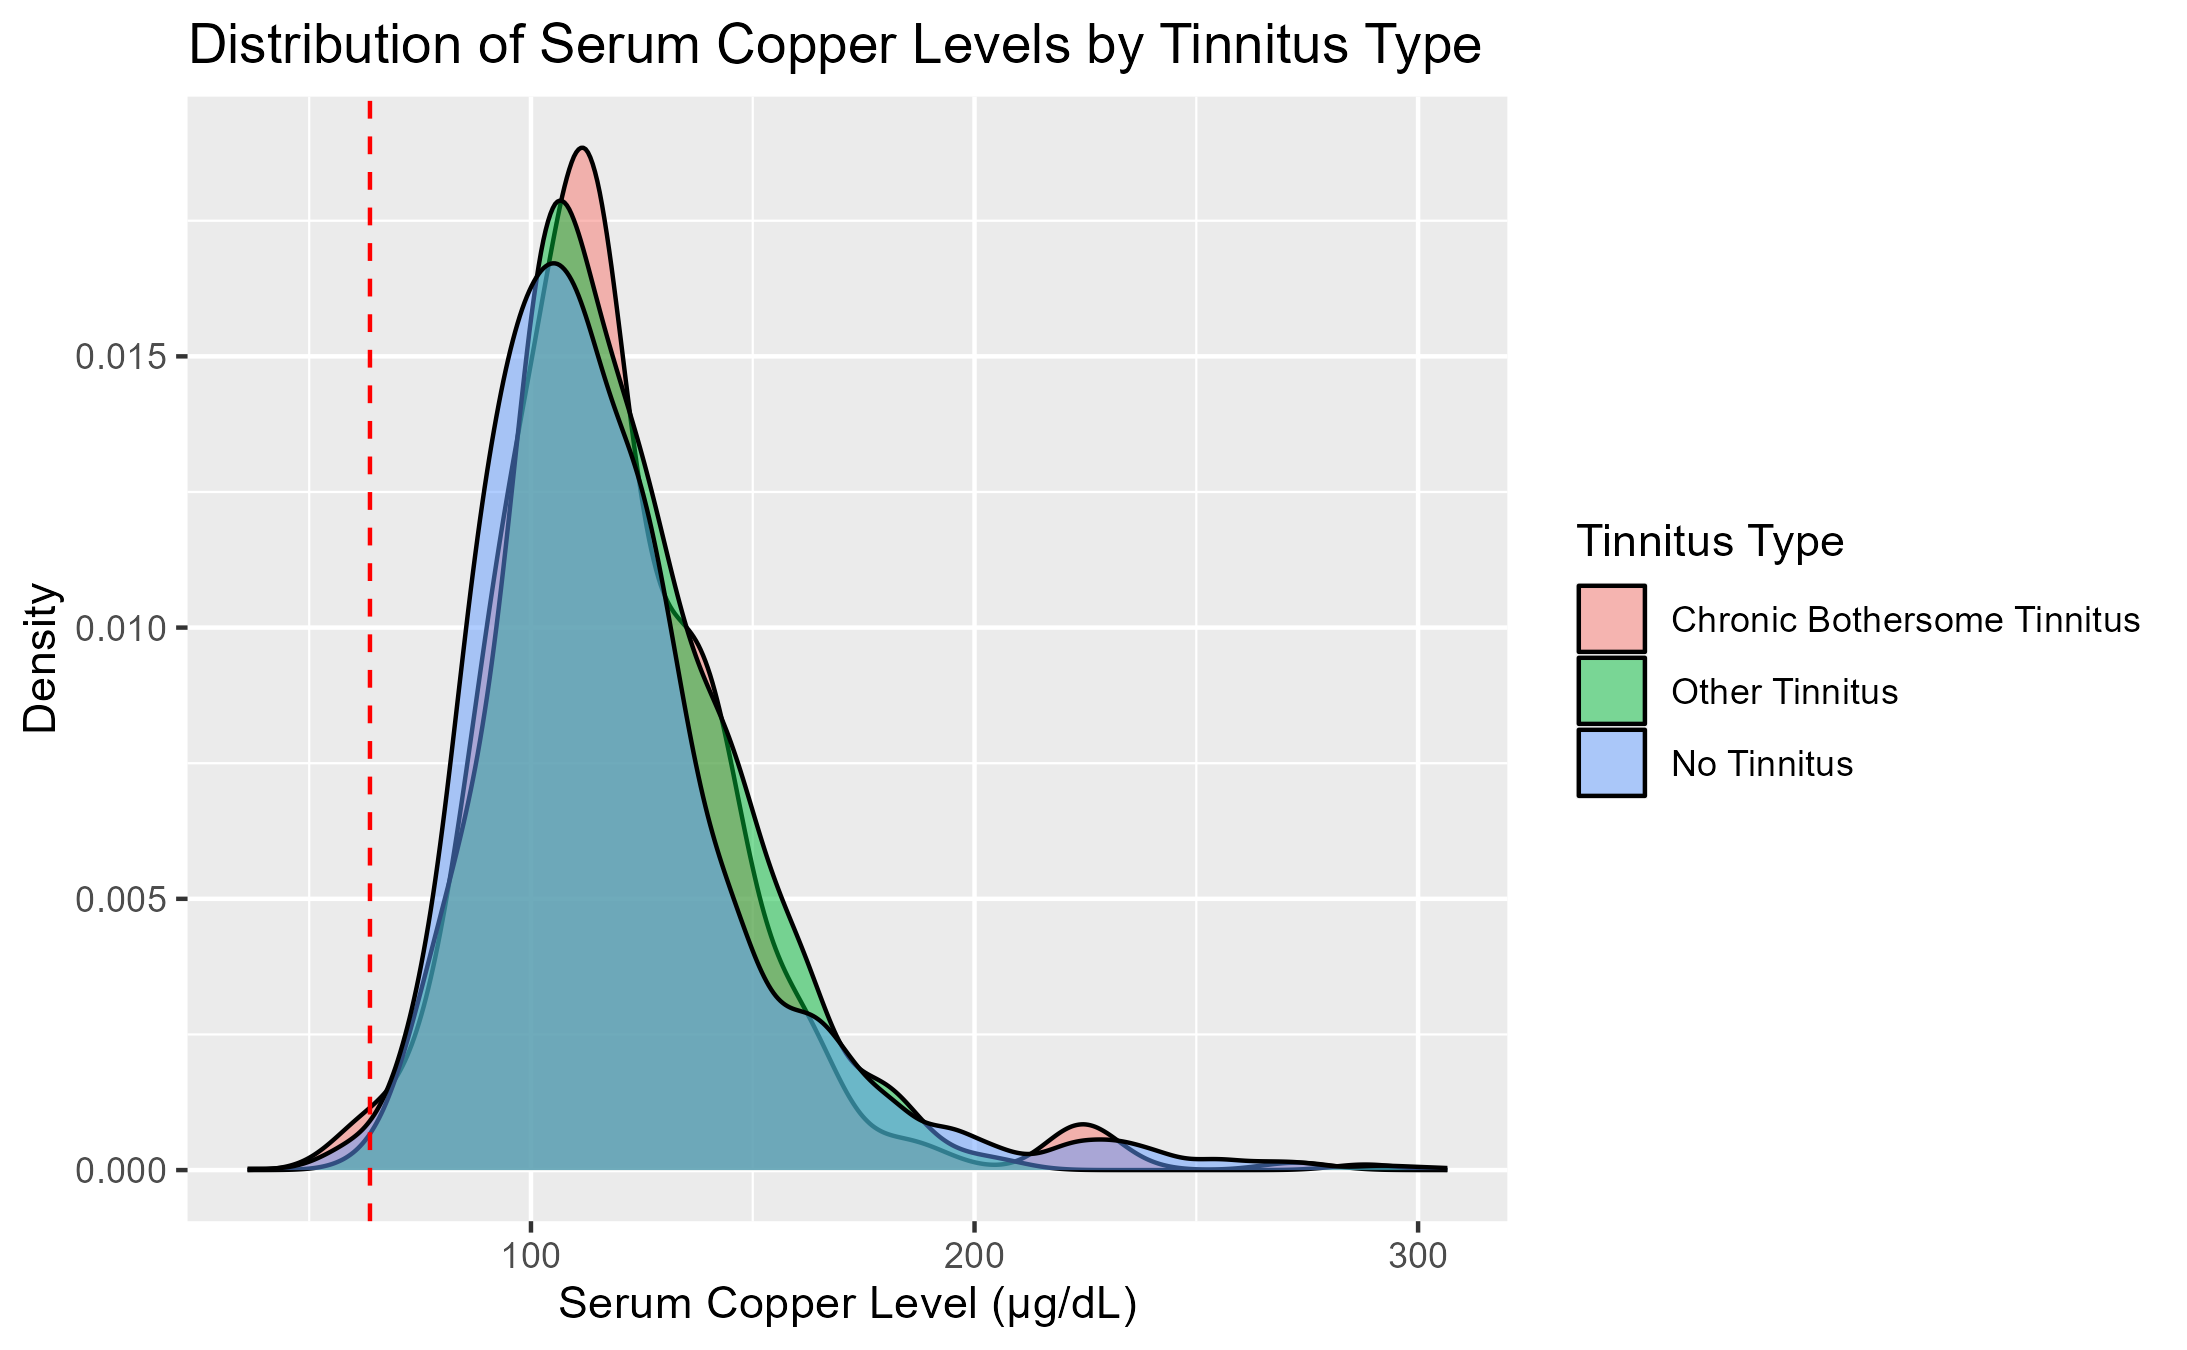 Distribution of Serum Copper Levels by Tinnitus Type
Density
0.015
0.010
0.005
0.000
100
200
300
Serum Copper Level (µg/dL)
Tinnitus Type
Chronic Bothersome Tinnitus
Other Tinnitus
No Tinnitus